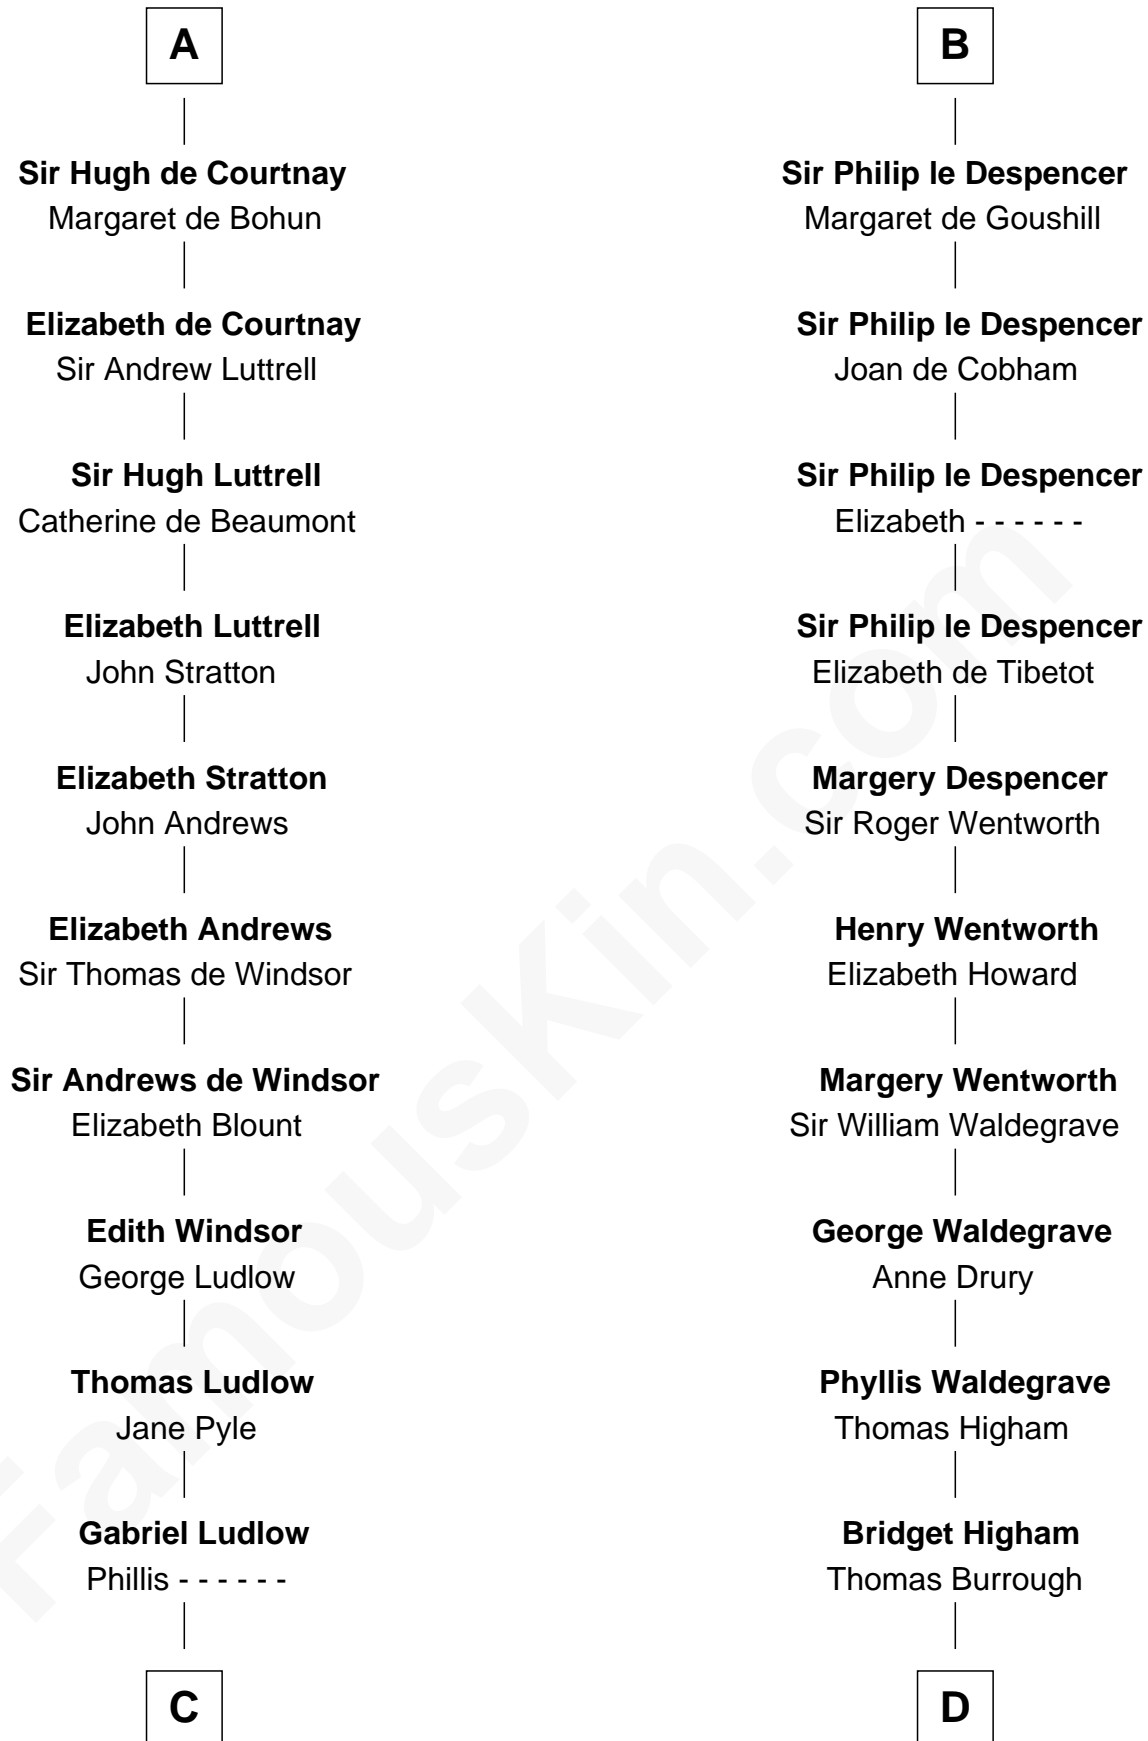 A
Sir Hugh de Courtnay
Margaret de Bohun
Elizabeth de Courtnay
Sir Andrew Luttrell
Sir Hugh Luttrell
Catherine de Beaumont
Elizabeth Luttrell
John Stratton
Elizabeth Stratton
John Andrews
Elizabeth Andrews
Sir Thomas de Windsor
Sir Andrews de Windsor
Elizabeth Blount
Edith Windsor
George Ludlow
Thomas Ludlow
Jane Pyle
Gabriel Ludlow
Phillis - - - - - -
C
B
Sir Philip le Despencer
Margaret de Goushill
Sir Philip le Despencer
Joan de Cobham
Sir Philip le Despencer
Elizabeth - - - - - -
Sir Philip le Despencer
Elizabeth de Tibetot
Margery Despencer
Sir Roger Wentworth
Henry Wentworth
Elizabeth Howard
Margery Wentworth
Sir William Waldegrave
George Waldegrave
Anne Drury
Phyllis Waldegrave
Thomas Higham
Bridget Higham
Thomas Burrough
D
FamousKin.com